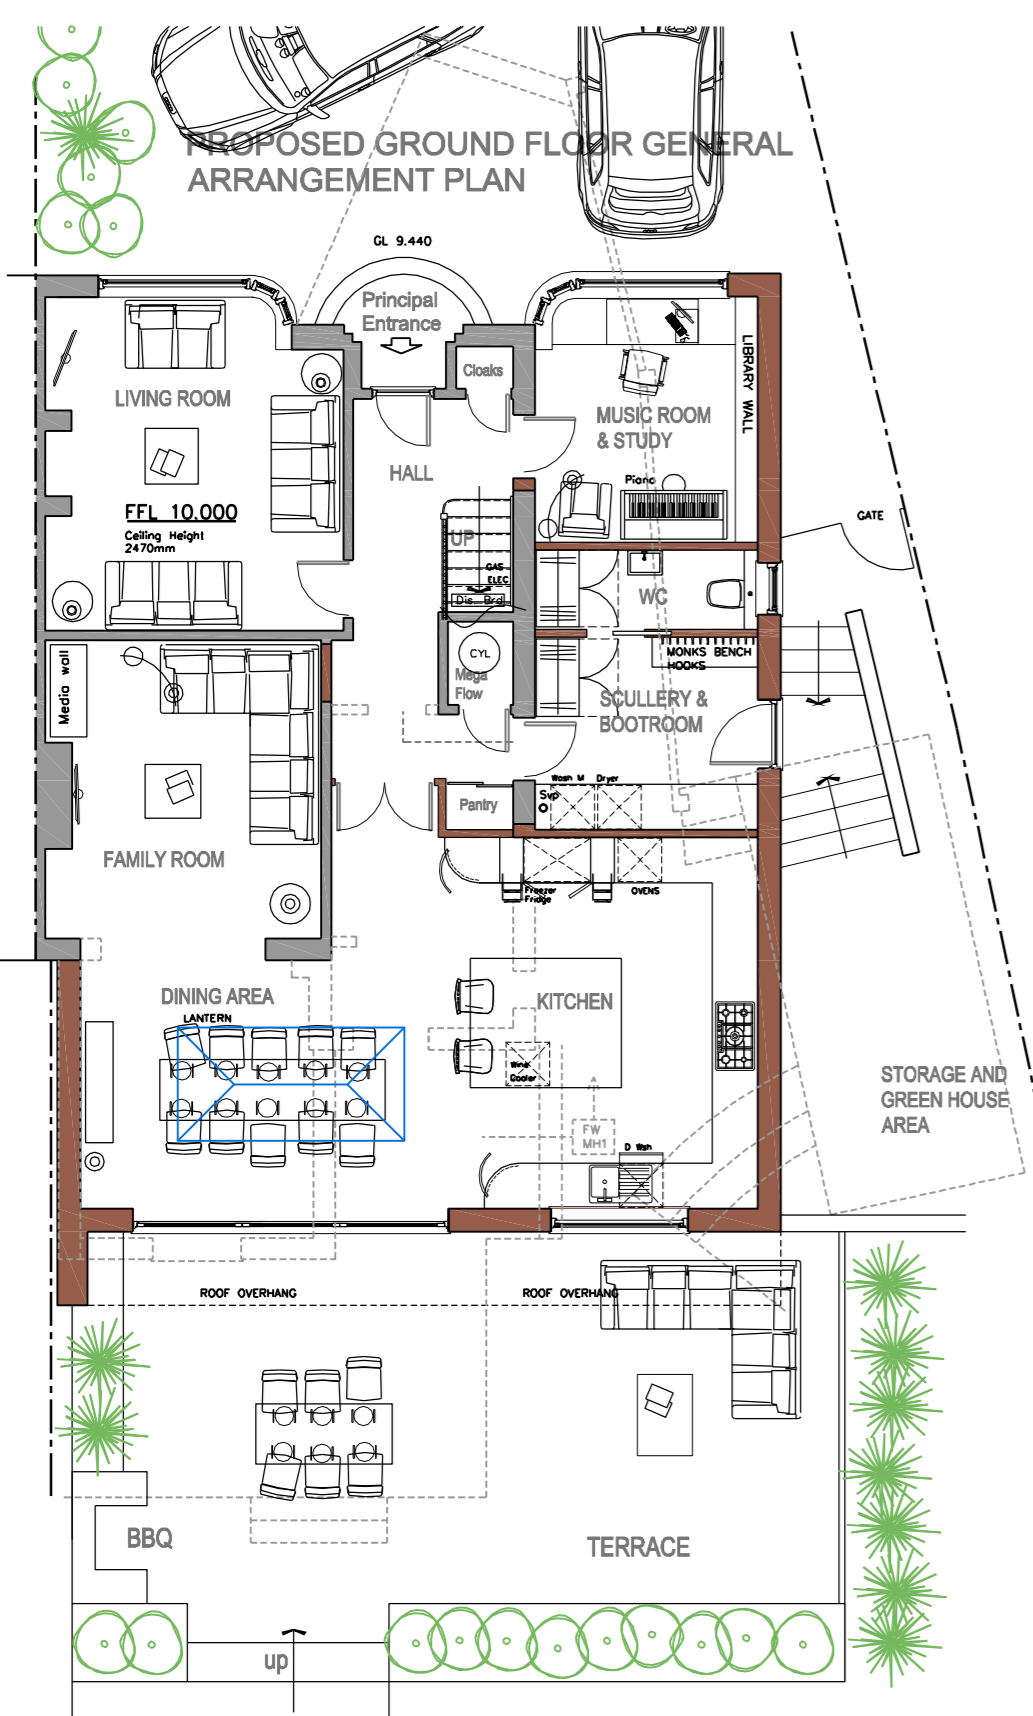 PROPOSED GROUND FLOOR GENERAL
ARRANGEMENT PLAN
GL 9.440
Principal
Entrance
Cloaks
LIVING ROOM
LIBRARY WALL
MUSIC ROOM
& STUDY
HALL
Piano
FFL 10.000
Ceiling Height
2470mm
GATE
UP
GAS
ELEC
Dis. Brd
WC
CYL
MONKS BENCH
HOOKS
Mega
Flow
Media wall
SCULLERY &
BOOTROOM
Wash M
Dryer
Svp
Pantry
FAMILY ROOM
Freezer
Fridge
OVENS
DINING AREA
LANTERN
KITCHEN
Wine
Cooler
STORAGE AND
GREEN HOUSE
AREA
FW
MH1
D Wsh
ROOF OVERHANG
ROOF OVERHANG
BBQ
TERRACE
up